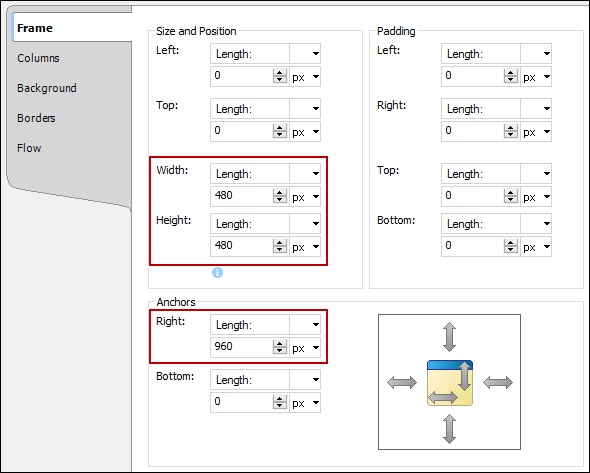 Frame
Columns
Background
Borders
Flow
Size and Position
Left: Length:
0 px
Top: Length:
0 px
Width: Length:
480 px
Height: Length:
480 px
Padding
Left: Length:
0 px
Right: Length:
0 px
Top: Length:
0 px
Bottom: Length:
0 px
Anchors
Right: Length:
960 px
Bottom: Length:
0 px